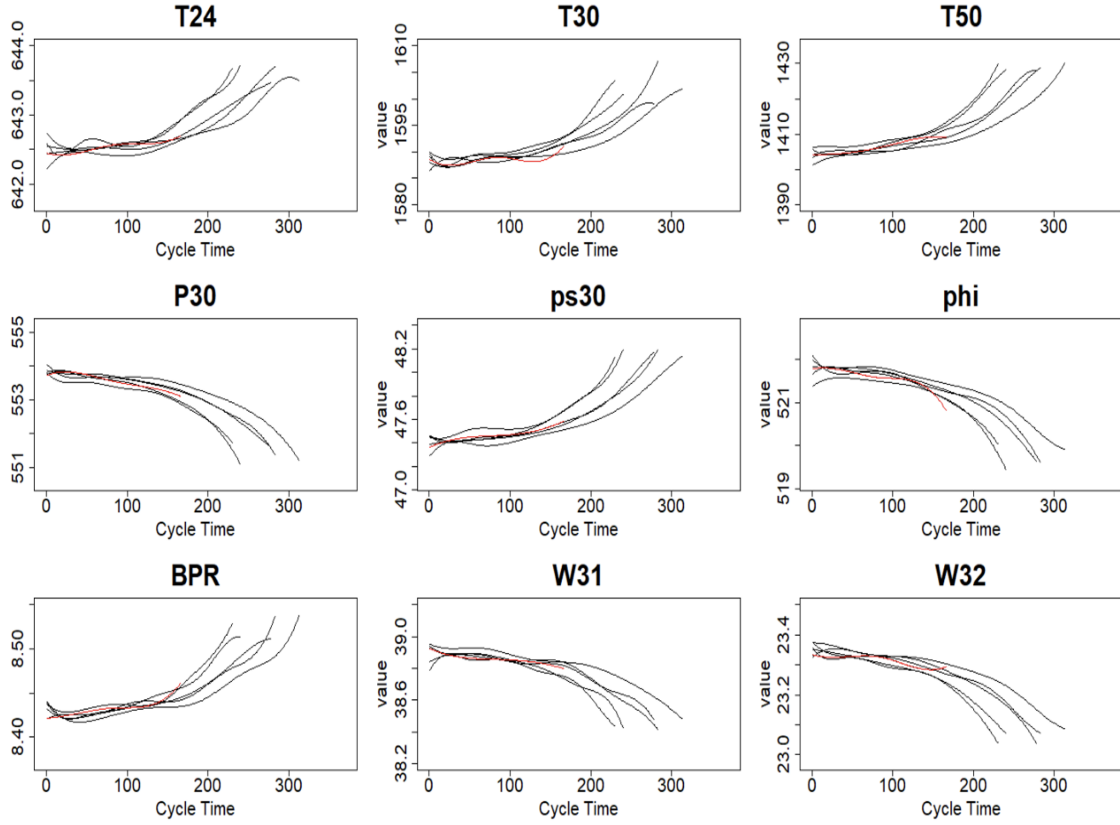 T24
T30
T50
642.0 643.0 644.0
value
1580 1595 1610
1390 1410 1430
0 100 200 300
0 100 200 300
0 100 200 300
Cycle Time
Cycle Time
Cycle Time
P30
ps30
phi
551 553 555
value
47.0 47.6 48.2
value
519 521
0 100 200 300
0 100 200 300
0 100 200 300
Cycle Time
Cycle Time
Cycle Time
BPR
W31
W32
8.40 8.50
value
38.2 38.6 39.0
value
23.0 23.2 23.4
0 100 200 300
0 100 200 300
0 100 200 300
Cycle Time
Cycle Time
Cycle Time